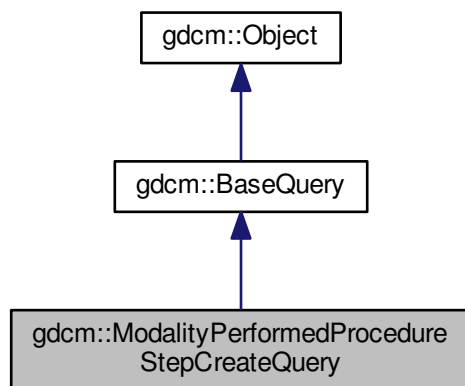 gdcm::Object
gdcm::BaseQuery
gdcm::ModalityPerformedProcedure
StepCreateQuery